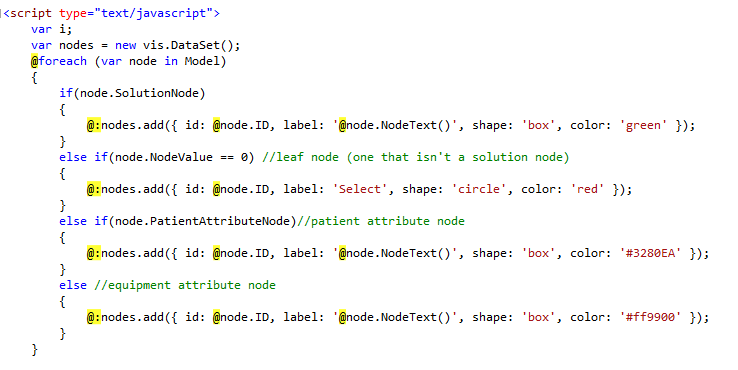 <script type="text/javascript">
    var i;
    var nodes = new vis.DataSet();
    @foreach (var node in Model)
    {
        if(node.SolutionNode)
        {
            @:nodes.add({ id: @node.ID, label: '@node.NodeText()', shape: 'box', color: 'green' });
        }
        else if(node.NodeValue == 0) //leaf node (one that isn't a solution node)
        {
            @:nodes.add({ id: @node.ID, label: 'Select', shape: 'circle', color: 'red' });
        }
        else if(node.PatientAttributeNode)//patient attribute node
        {
            @:nodes.add({ id: @node.ID, label: '@node.NodeText()', shape: 'box', color: '#3280EA' });
        }
        else //equipment attribute node
        {
            @:nodes.add({ id: @node.ID, label: '@node.NodeText()', shape: 'box', color: '#ff9900' });
        }
    }